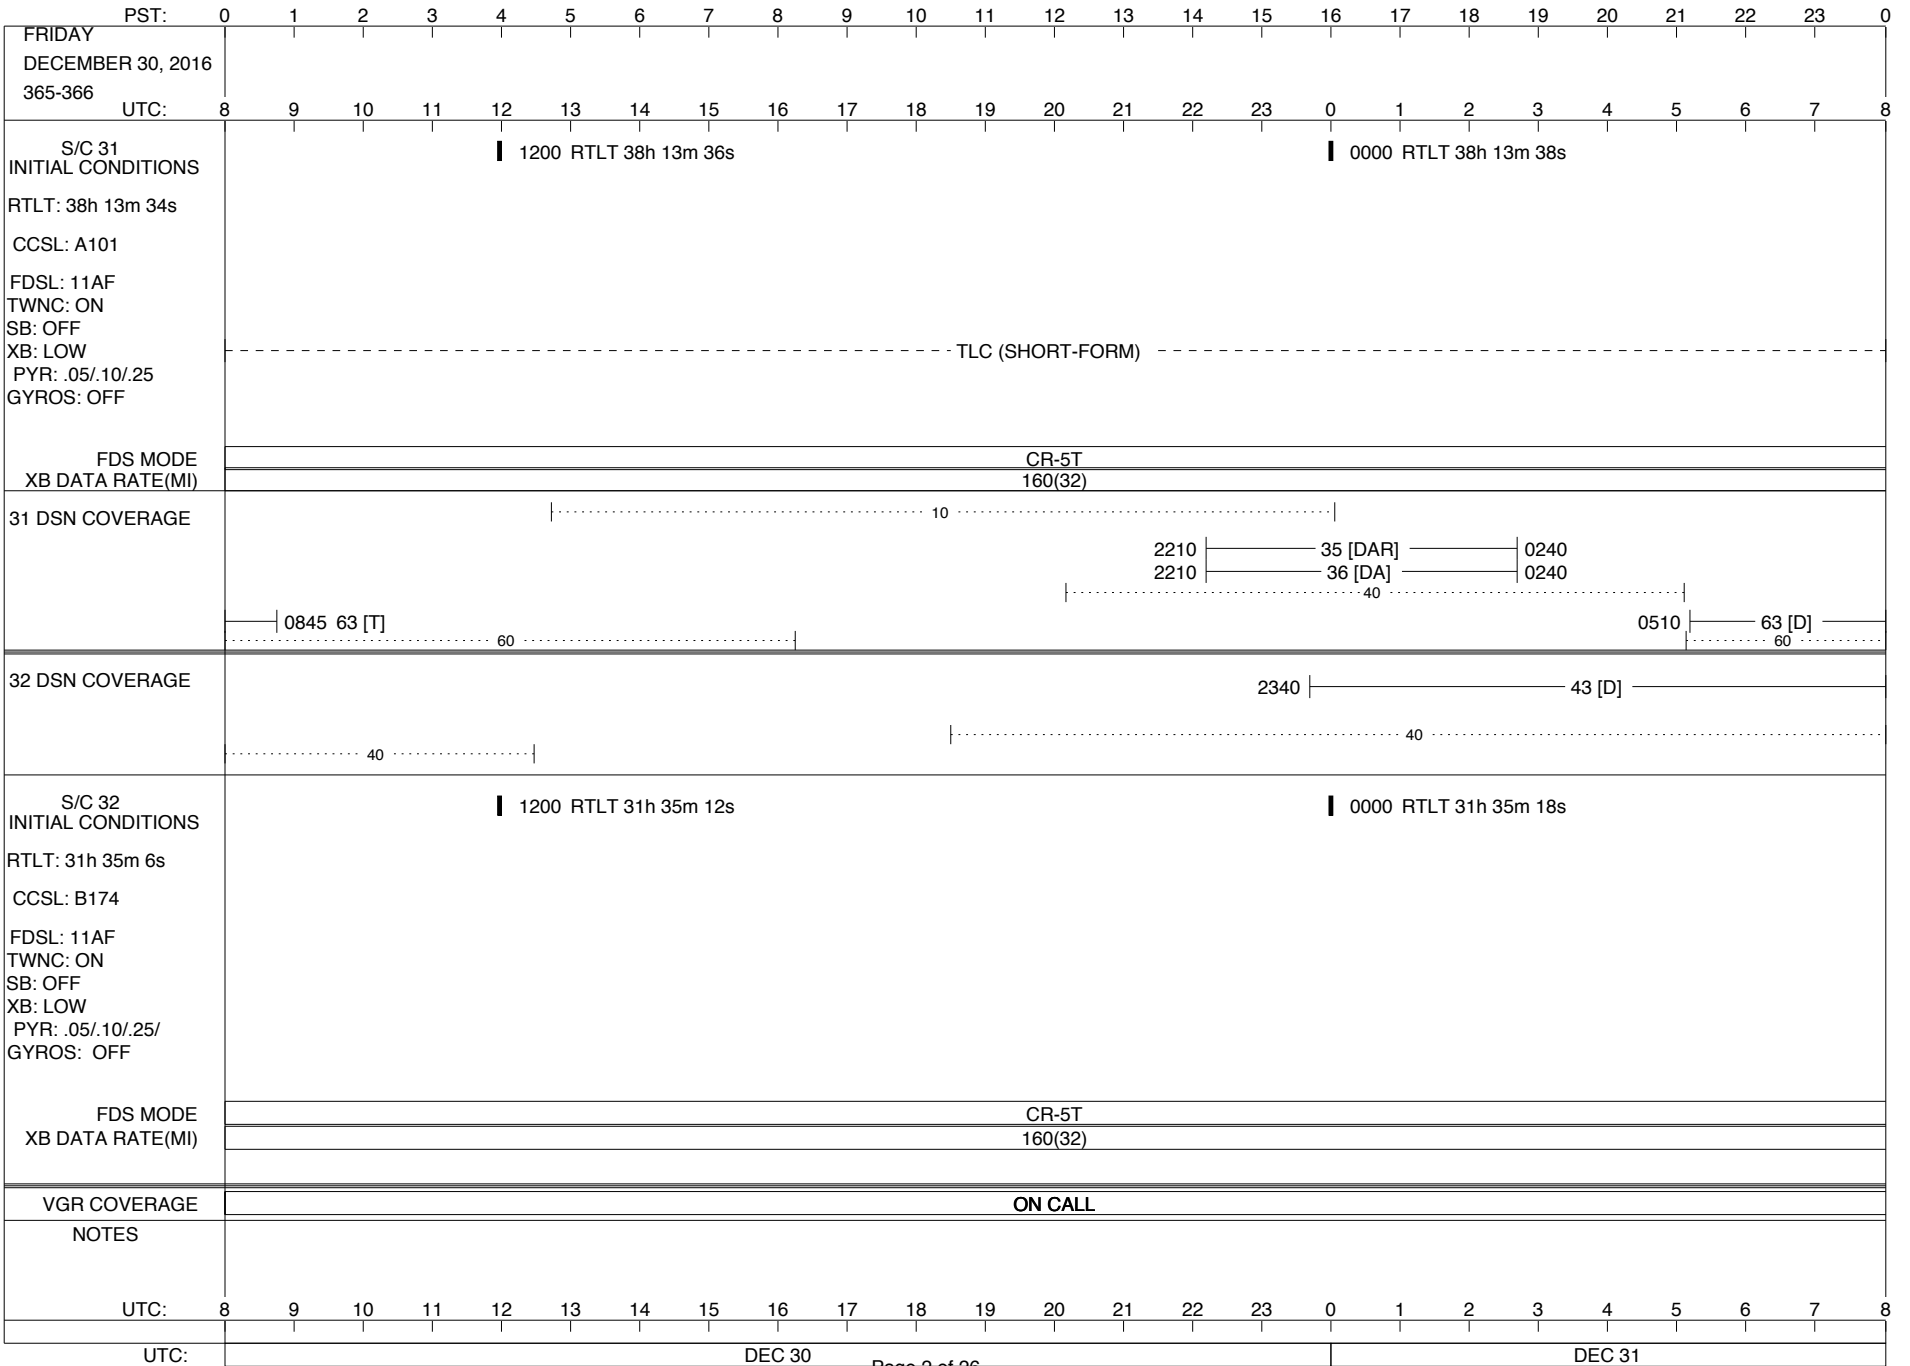 PST: 0 1 2 3 4 5 6 7 8 9 10 11 12 13 14 15 16 17 18 19 20 21 22 23 0
FRIDAY
DECEMBER 30, 2016
365-366
UTC: 8 9 10 11 12 13 14 15 16 17 18 19 20 21 22 23 0 1 2 3 4 5 6 7 8
S/C 31
INITIAL CONDITIONS
1200 RTLT 38h 13m 36s
0000 RTLT 38h 13m 38s
RTLT: 38h 13m 34s
CCSL: A101
FDSL: 11AF
TWNC: ON
SB: OFF
XB: LOW
TLC (SHORT-FORM)
PYR: .05/.10/.25
GYROS: OFF
FDS MODE CR-5T
XB DATA RATE(MI) 160(32)
31 DSN COVERAGE
10
2210 35 [DAR] 0240
2210 36 [DA] 0240
40
0845 63 [T]
0510 63 [D]
60
60
32 DSN COVERAGE
2340 43 [D]
40
40
S/C 32
INITIAL CONDITIONS
1200 RTLT 31h 35m 12s
0000 RTLT 31h 35m 18s
RTLT: 31h 35m 6s
CCSL: B174
FDSL: 11AF
TWNC: ON
SB: OFF
XB: LOW
PYR: .05/.10/.25/
GYROS: OFF
FDS MODE CR-5T
XB DATA RATE(MI) 160(32)
VGR COVERAGE ON CALL
NOTES
UTC: 8 9 10 11 12 13 14 15 16 17 18 19 20 21 22 23 0 1 2 3 4 5 6 7 8
UTC: DEC 30 DEC 31
Page 2 of 26